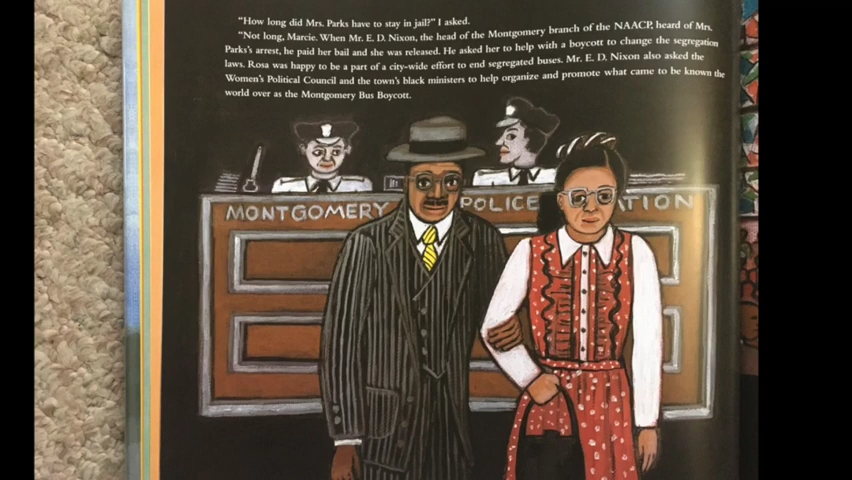 “How long did Mrs. Parks have to stay in jail?” I asked.
“Not long, Marcie. When Mr. E. D. Nixon, the head of the Montgomery branch of the NAACP, heard of Mrs.
Parks’s arrest, he paid her bail and she was released. He asked her to help with a boycott to change the segregation
laws. Rosa was happy to be a part of a city-wide effort to end segregated buses. Mr. E. D. Nixon also asked the
Women’s Political Council and the town’s black ministers to help organize and promote what came to be known the
world over as the Montgomery Bus Boycott.
MONTGOMERY POLICE ATION